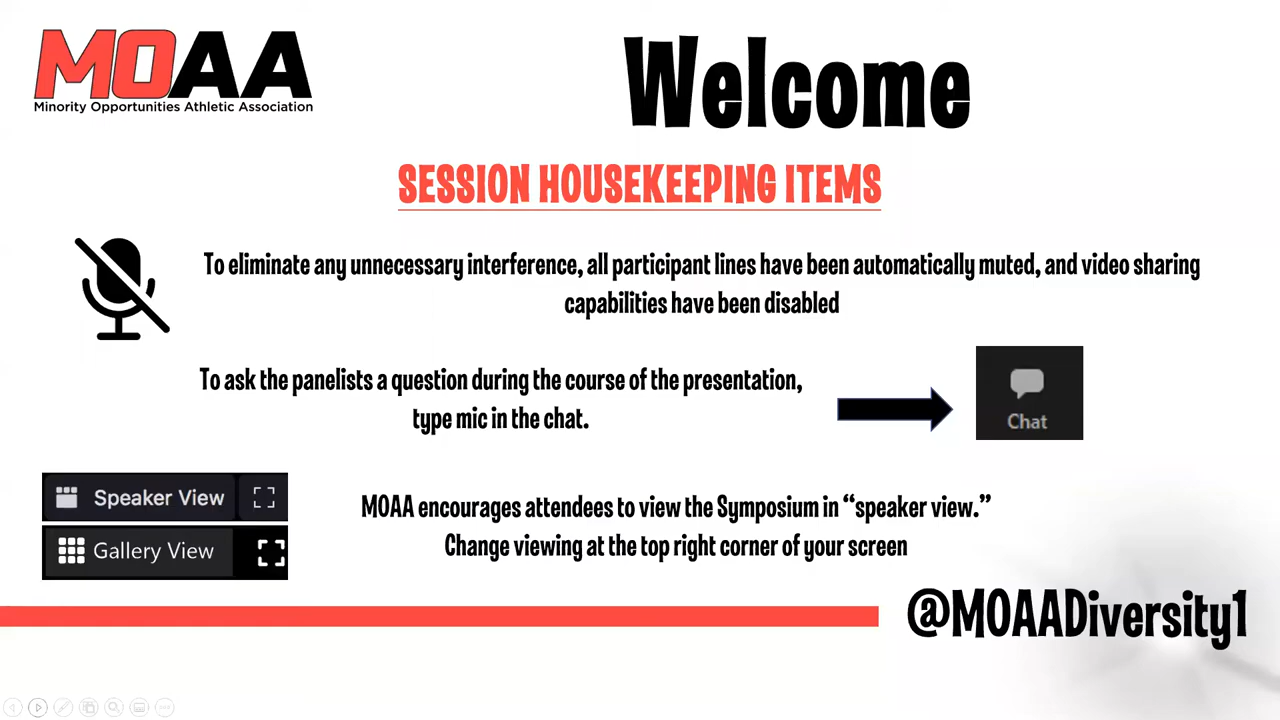 MOAA
Minority Opportunities Athletic Association
Welcome
SESSION HOUSEKEEPING ITEMS
To eliminate any unnecessary interference, all participant lines have been automatically muted, and video sharing
capabilities have been disabled
To ask the panelists a question during the course of the presentation,
type mic in the chat.
Chat
Speaker View
Gallery View
MOAA encourages attendees to view the Symposium in “speaker view.”
Change viewing at the top right corner of your screen
@MOAADiversity1